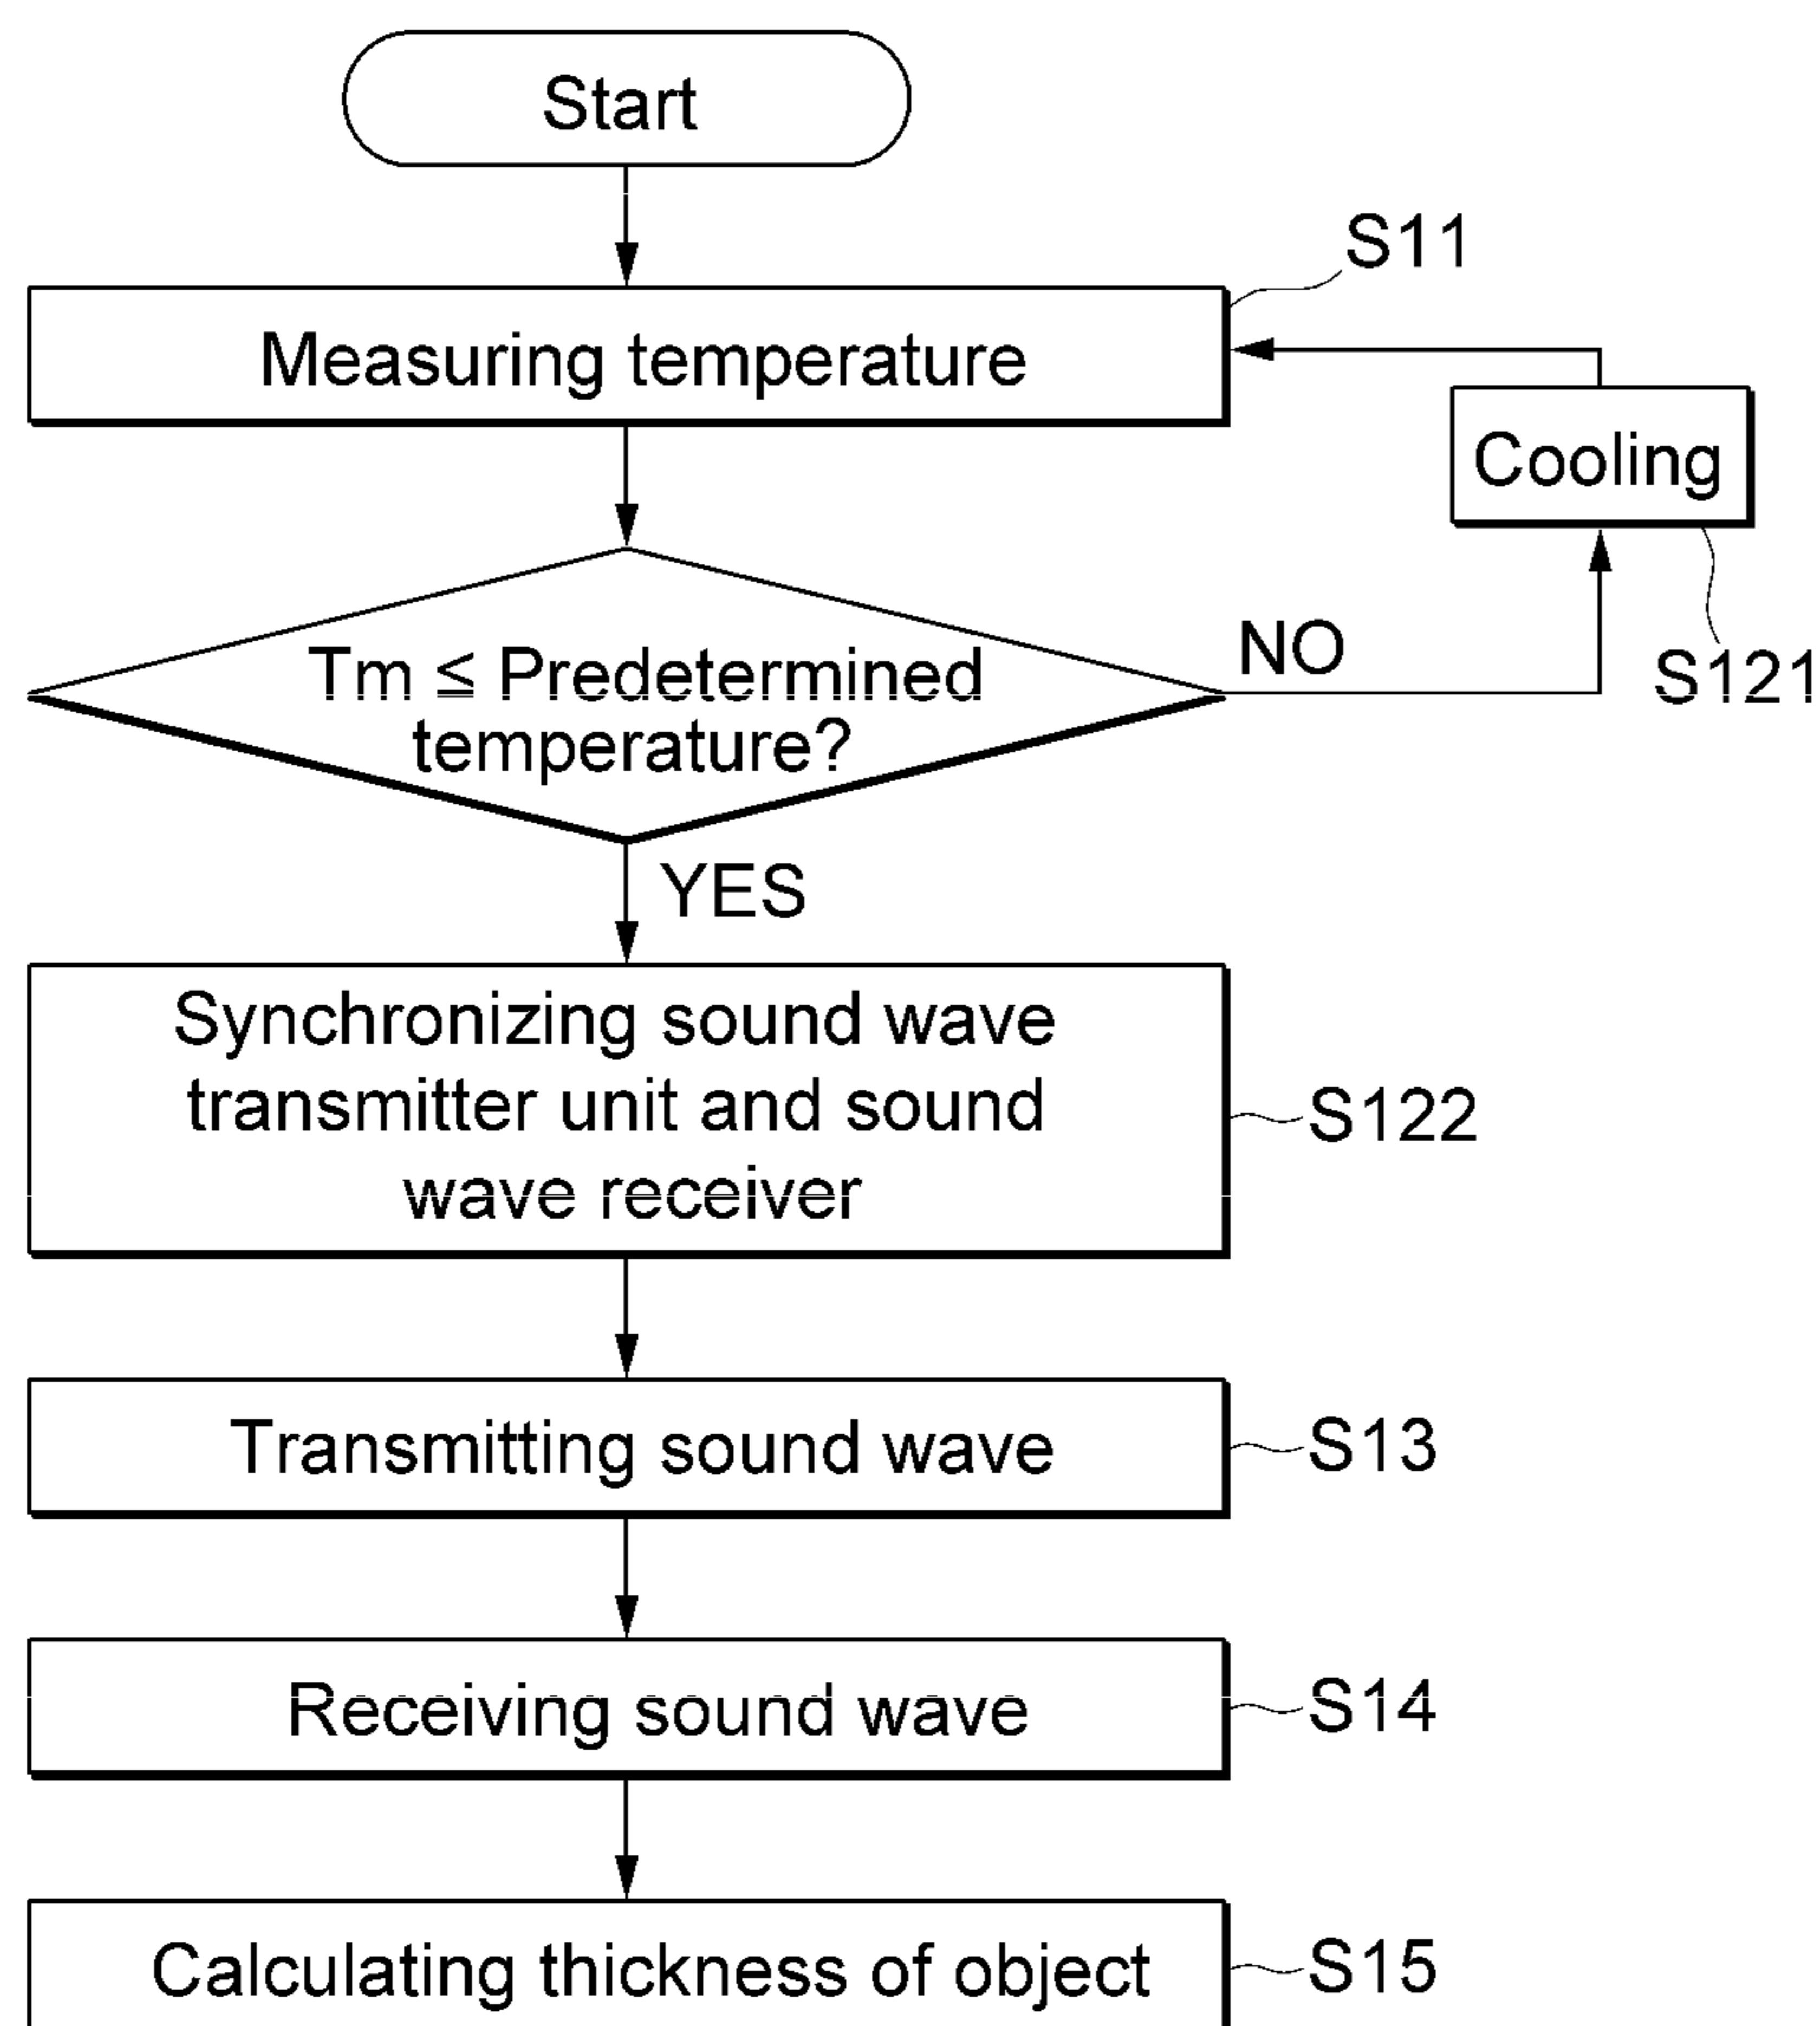 Start
S11
Measuring temperature
Cooling
Tm ≤ Predetermined
temperature?
NO
S121
YES
Synchronizing sound wave
transmitter unit and sound
wave receiver
S122
Transmitting sound wave
S13
Receiving sound wave
S14
Calculating thickness of object
S15